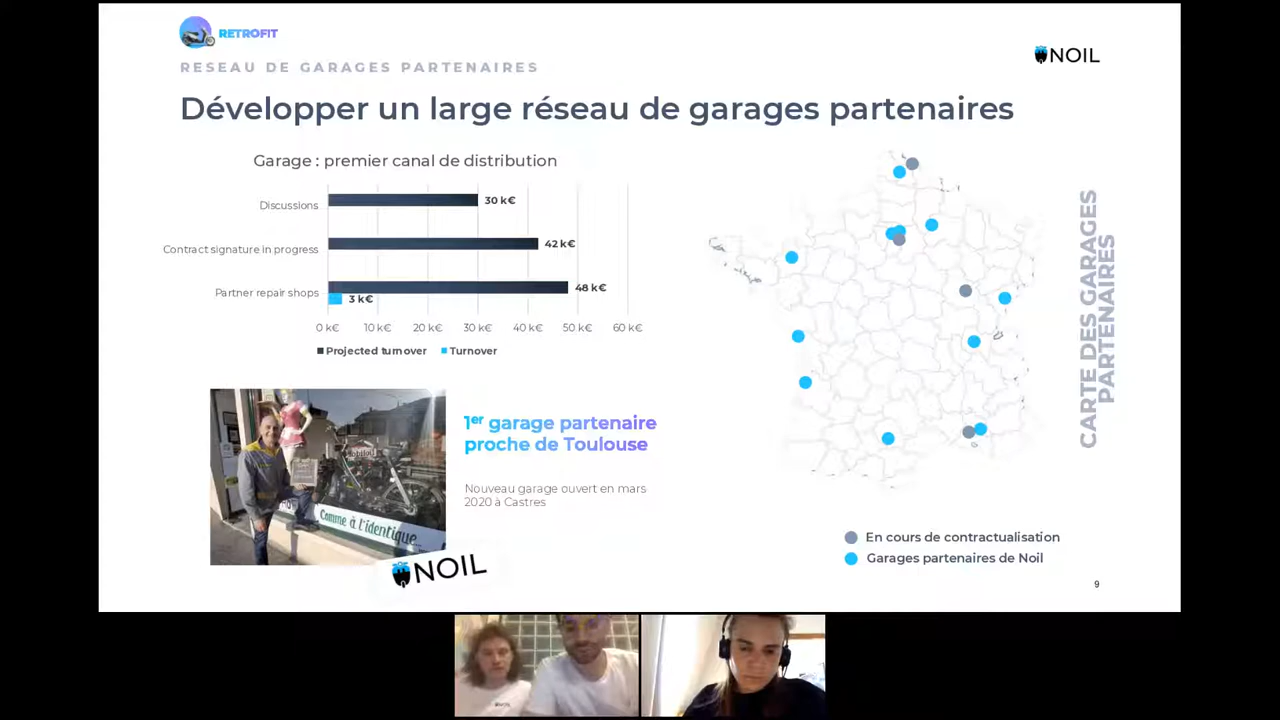 RETROFIT
NOIL
RESEAU DE GARAGES PARTENAIRES
Développer un large réseau de garages partenaires
Garage : premier canal de distribution
Discussions
30 k€
Contract signature in progress
42 k€
Partner repair shops
48 k€
3 k€
0 k€ 10 k€ 20 k€ 30 k€ 40 k€ 50 k€ 60 k€
Projected turnover Turnover
CARTE DES GARAGES
PARTENAIRES
1er garage partenaire
proche de Toulouse
Nouveau garage ouvert en mars
2020 à Castres
Comme à l'identique...
NOIL
En cours de contractualisation
Garages partenaires de Noil
9